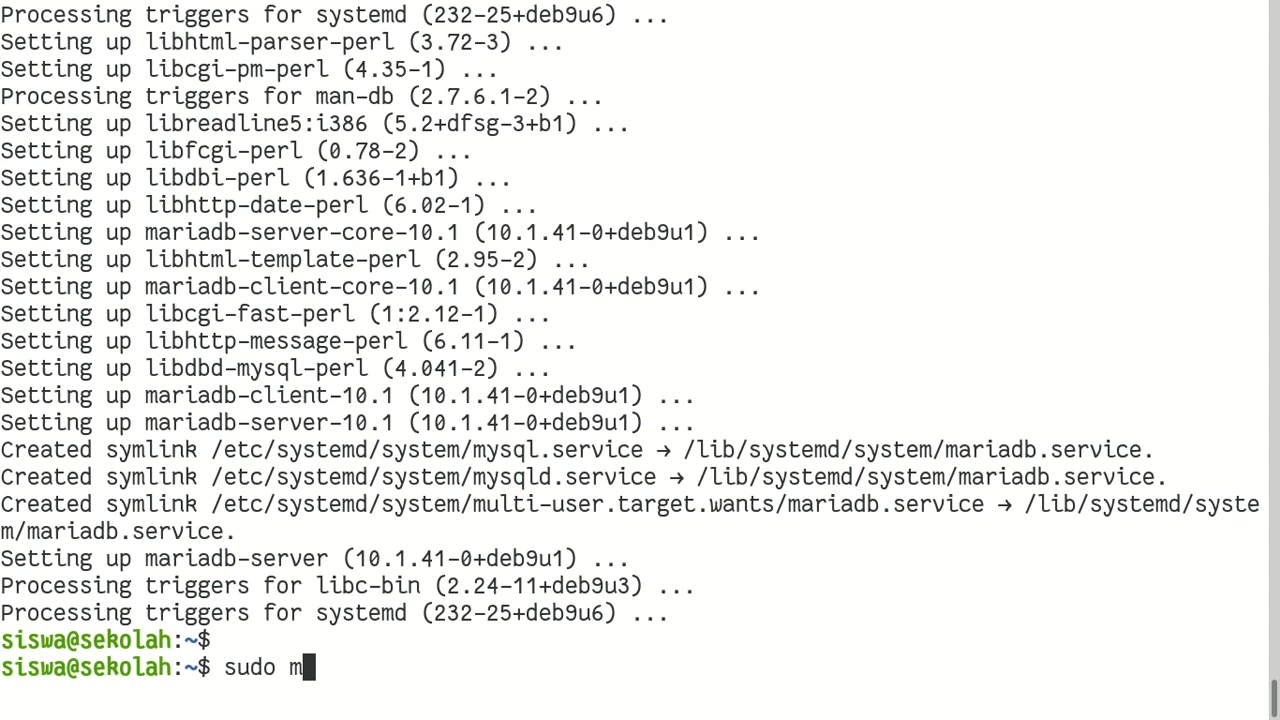 Processing triggers for systemd (232-25+deb9u6) ...
Setting up libhtml-parser-perl (3.72-3) ...
Setting up libcgi-pm-perl (4.35-1) ...
Processing triggers for man-db (2.7.6.1-2) ...
Setting up libreadline5:i386 (5.2+dfsg-3+b1) ...
Setting up libfcgi-perl (0.78-2) ...
Setting up libdbi-perl (1.636-1+b1) ...
Setting up libhttp-date-perl (6.02-1) ...
Setting up mariadb-server-core-10.1 (10.1.41-0+deb9u1) ...
Setting up libhtml-template-perl (2.95-2) ...
Setting up mariadb-client-core-10.1 (10.1.41-0+deb9u1) ...
Setting up libcgi-fast-perl (1:2.12-1) ...
Setting up libhttp-message-perl (6.11-1) ...
Setting up libdbd-mysql-perl (4.041-2) ...
Setting up mariadb-client-10.1 (10.1.41-0+deb9u1) ...
Setting up mariadb-server-10.1 (10.1.41-0+deb9u1) ...
Created symlink /etc/systemd/system/mysql.service → /lib/systemd/system/mariadb.service.
Created symlink /etc/systemd/system/mysqld.service → /lib/systemd/system/mariadb.service.
Created symlink /etc/systemd/system/multi-user.target.wants/mariadb.service → /lib/systemd/syste
m/mariadb.service.
Setting up mariadb-server (10.1.41-0+deb9u1) ...
Processing triggers for libc-bin (2.24-11+deb9u3) ...
Processing triggers for systemd (232-25+deb9u6) ...
siswa@sekolah:~$
siswa@sekolah:~$ sudo m